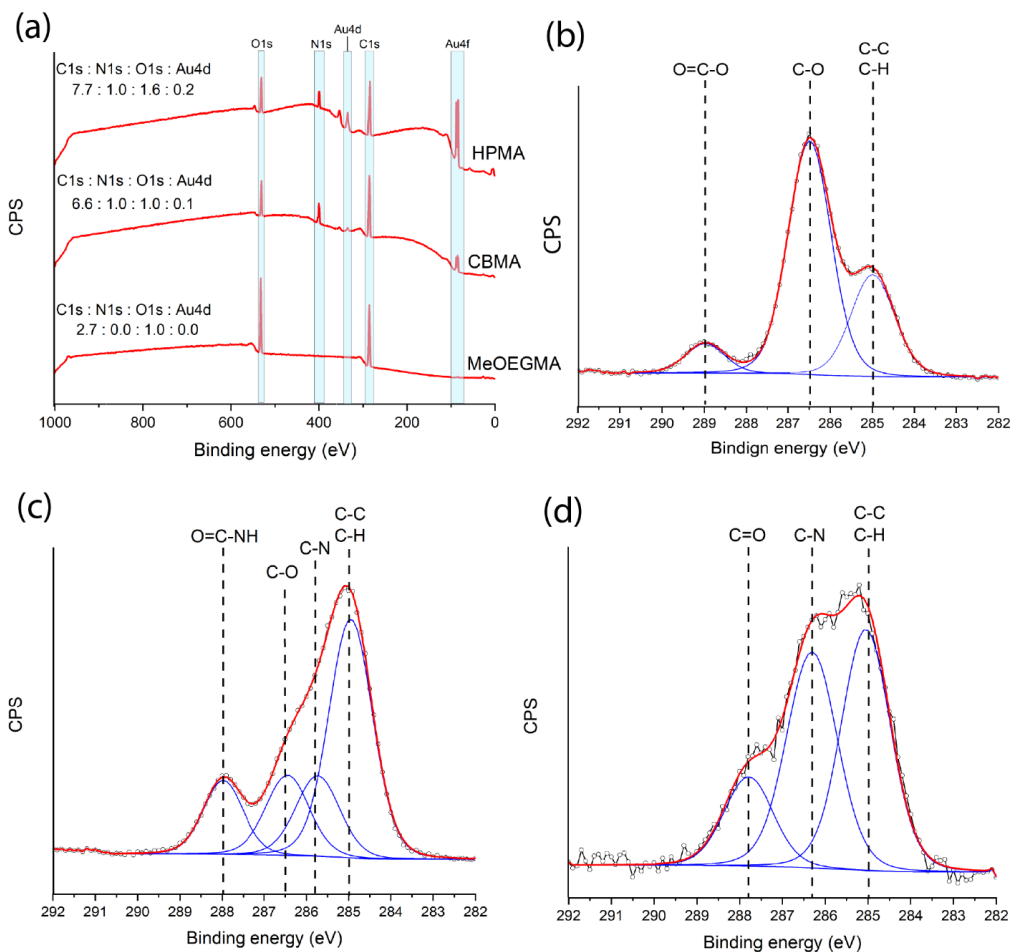 (a)
O1s
N1s
Au4d
C1s
Au4f
C1s : N1s : O1s : Au4d
7.7 : 1.0 : 1.6 : 0.2
HPMA
C1s : N1s : O1s : Au4d
6.6 : 1.0 : 1.0 : 0.1
CBMA
C1s : N1s : O1s : Au4d
2.7 : 0.0 : 1.0 : 0.0
MeOEGMA
CPS
1000 800 600 400 200 0
Binding energy (eV)
(b)
O=C-O
C-O
C-C
C-H
CPS
292 291 290 289 288 287 286 285 284 283 282
Bindign energy (eV)
(c)
O=C-NH
C-O
C-N
C-C
C-H
CPS
292 291 290 289 288 287 286 285 284 283 282
Binding energy (eV)
(d)
C=O
C-N
C-C
C-H
CPS
292 291 290 289 288 287 286 285 284 283 282
Binding energy (eV)